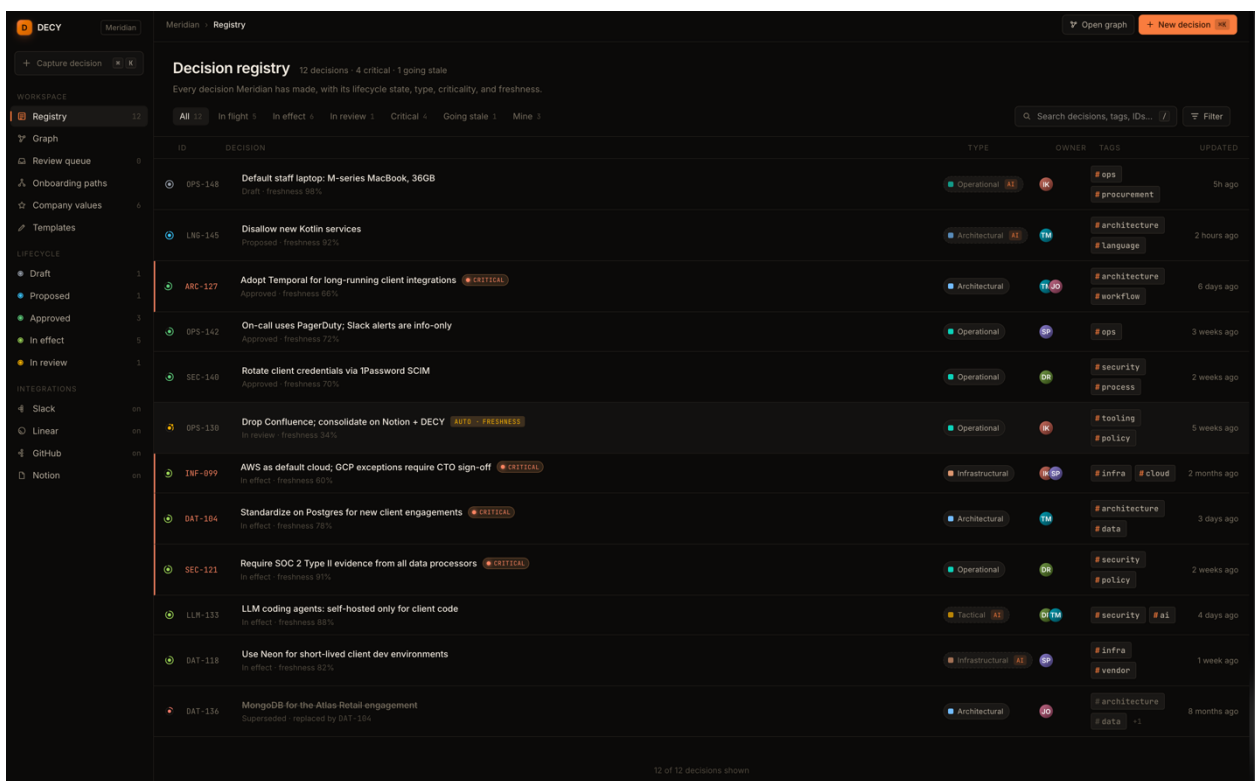 D DECY Meridian
Meridian › Registry
Open graph
+ New decision ⌘K
+ Capture decision ⌘ K
WORKSPACE
Registry 12
Graph
Review queue 0
Onboarding paths
Company values 6
Templates
LIFECYCLE
Draft 1
Proposed 1
Approved 3
In effect 5
In review 1
INTEGRATIONS
Slack on
Linear on
GitHub on
Notion on
Decision registry 12 decisions · 4 critical · 1 going stale
Every decision Meridian has made, with its lifecycle state, type, criticality, and freshness.
All 12 In flight 5 In effect 6 In review 1 Critical 4 Going stale 1 Mine 3
Search decisions, tags, IDs... /
Filter
ID DECISION TYPE OWNER TAGS UPDATED
OPS-148 Default staff laptop: M-series MacBook, 36GB Operational AI IK #ops 5h ago
Draft · freshness 98% #procurement
LNG-145 Disallow new Kotlin services Architectural AI TM #architecture 2 hours ago
Proposed · freshness 92% #language
ARC-127 Adopt Temporal for long-running client integrations CRITICAL Architectural JO #architecture 6 days ago
Approved · freshness 66% #workflow
OPS-142 On-call uses PagerDuty; Slack alerts are info-only Operational SP #ops 3 weeks ago
Approved · freshness 72%
SEC-140 Rotate client credentials via 1Password SCIM Operational DR #security 2 weeks ago
Approved · freshness 70% #process
OPS-130 Drop Confluence; consolidate on Notion + DECY AUTO · FRESHNESS Operational IK #tooling 5 weeks ago
In review · freshness 34% #policy
INF-099 AWS as default cloud; GCP exceptions require CTO sign-off CRITICAL Infrastructural SP #infra #cloud 2 months ago
In effect · freshness 60%
DAT-104 Standardize on Postgres for new client engagements CRITICAL Architectural TM #architecture 3 days ago
In effect · freshness 78% #data
SEC-121 Require SOC 2 Type II evidence from all data processors CRITICAL Operational DR #security 2 weeks ago
In effect · freshness 91% #policy
LLM-133 LLM coding agents: self-hosted only for client code Tactical AI TM #security #ai 4 days ago
In effect · freshness 88%
DAT-118 Use Neon for short-lived client dev environments Infrastructural AI SP #infra 1 week ago
In effect · freshness 82% #vendor
DAT-136 MongoDB for the Atlas Retail engagement Architectural JO #architecture 8 months ago
Superseded · replaced by DAT-104 #data +1
12 of 12 decisions shown